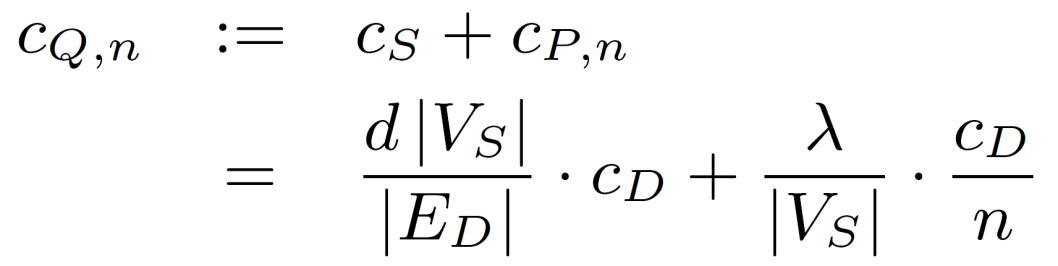 c_{Q,n} := c_S + c_{P,n}
= \frac{d\,|V_S|}{|E_D|} \cdot c_D + \frac{\lambda}{|V_S|} \cdot \frac{c_D}{n}